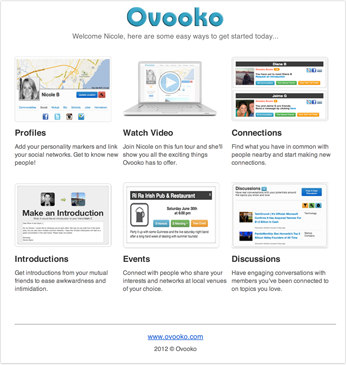 Ovooko
Welcome Nicole, here are some easy ways to get started today...
Nicole B
Diana B
Jaime G
Profiles
Watch Video
Connections
Add your personality markers and link
your social networks. Get to know new
people!
Join Nicole on this fun tour and she'll
show you all the exciting things
Ovooko has to offer.
Find what you have in common with
people nearby and start making new
connections.
Make an Introduction
Ri Ra Irish Pub & Restaurant
Saturday June 30th
at 6:00 pm
Discussions
Introductions
Events
Discussions
Get introductions from your mutual
friends to ease awkwardness and
intimidation.
Connect with people who share your
interests and networks at local venues
of your choice.
Have engaging conversations with
members you've been connected to
on topics you love.
www.ovooko.com
2012 © Ovooko